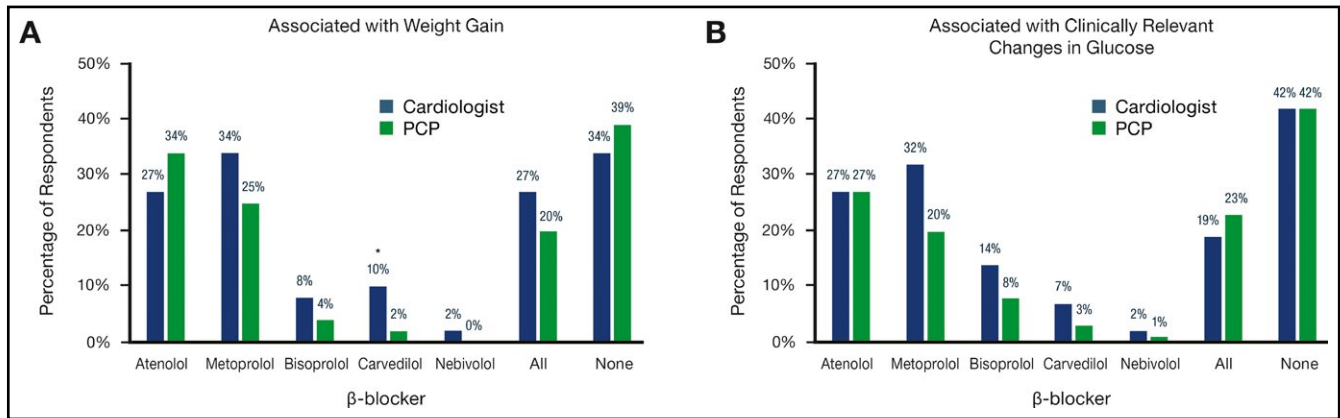 A
Associated with Weight Gain
Percentage of Respondents
50%
40%
30%
20%
10%
0%
Cardiologist
PCP
27%
34%
34%
25%
8%
4%
*
10%
2%
2%
0%
27%
20%
34%
39%
Atenolol
Metoprolol
Bisoprolol
Carvedilol
Nebivolol
All
None
β-blocker
B
Associated with Clinically Relevant
Changes in Glucose
Percentage of Respondents
50%
40%
30%
20%
10%
0%
Cardiologist
PCP
27%
27%
32%
20%
14%
8%
7%
3%
2%
1%
19%
23%
42%
42%
Atenolol
Metoprolol
Bisoprolol
Carvedilol
Nebivolol
All
None
β-blocker